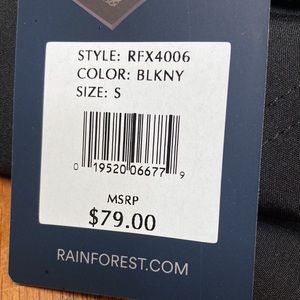 STYLE: RFX4006
COLOR: BLKNY
SIZE: S
0 19520 06677 9
MSRP
$79.00
RAINFOREST.COM